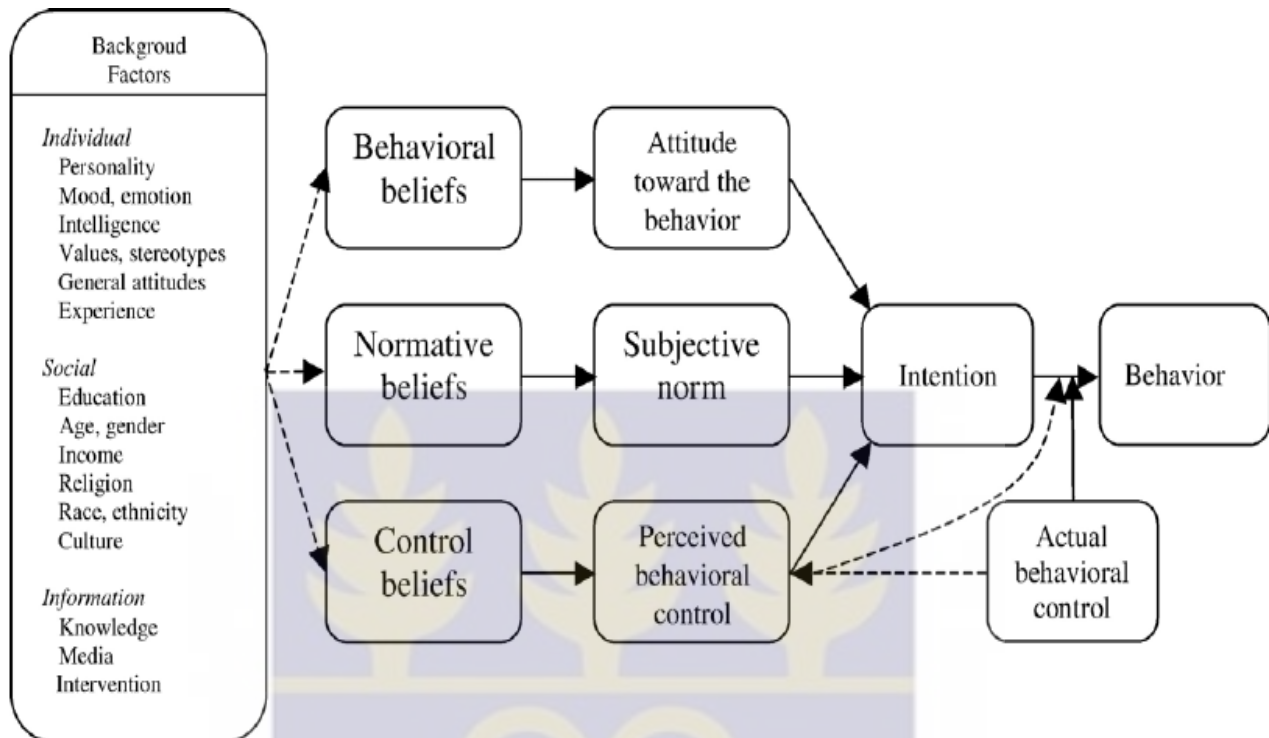 Backgroud
Factors
Individual
Personality
Mood, emotion
Intelligence
Values, stereotypes
General attitudes
Experience
Social
Education
Age, gender
Income
Religion
Race, ethnicity
Culture
Information
Knowledge
Media
Intervention
Behavioral
beliefs
Attitude
toward the
behavior
Normative
beliefs
Subjective
norm
Intention
Behavior
Control
beliefs
Perceived
behavioral
control
Actual
behavioral
control